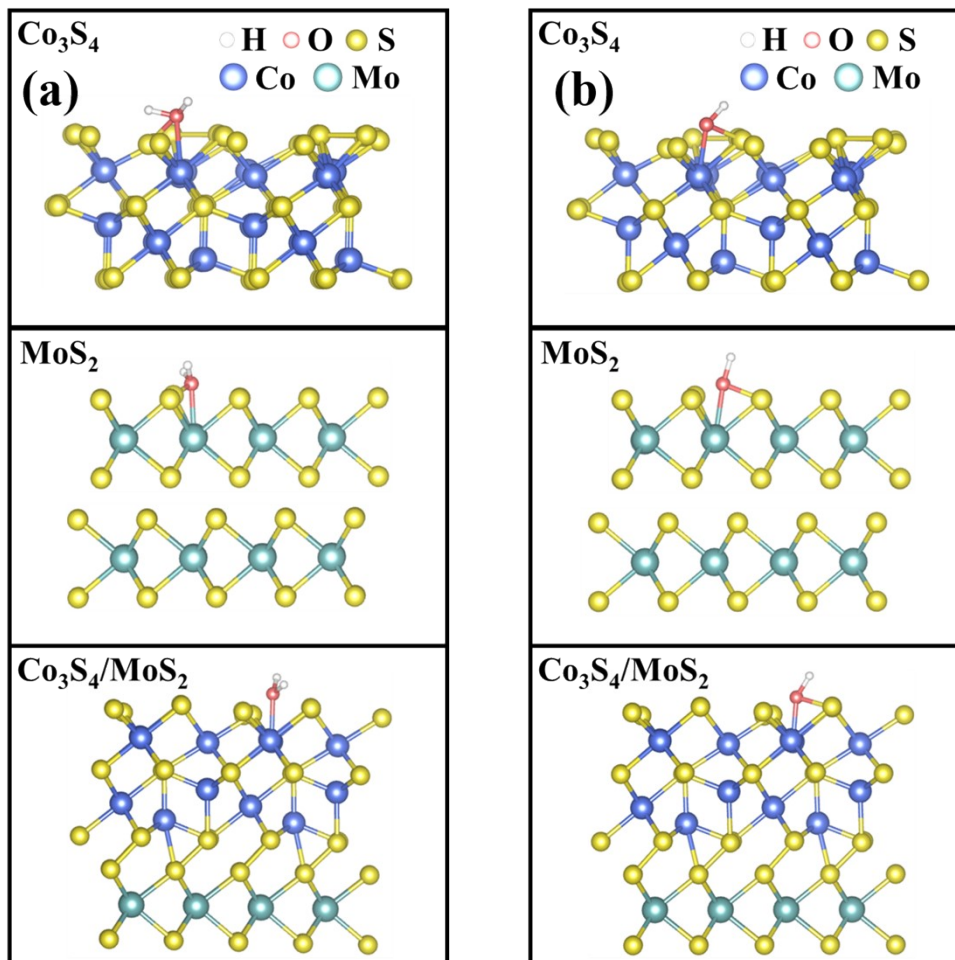 Co₃S₄ H O S
(a) Co Mo
MoS₂
Co₃S₄/MoS₂
Co₃S₄ H O S
(b) Co Mo
MoS₂
Co₃S₄/MoS₂